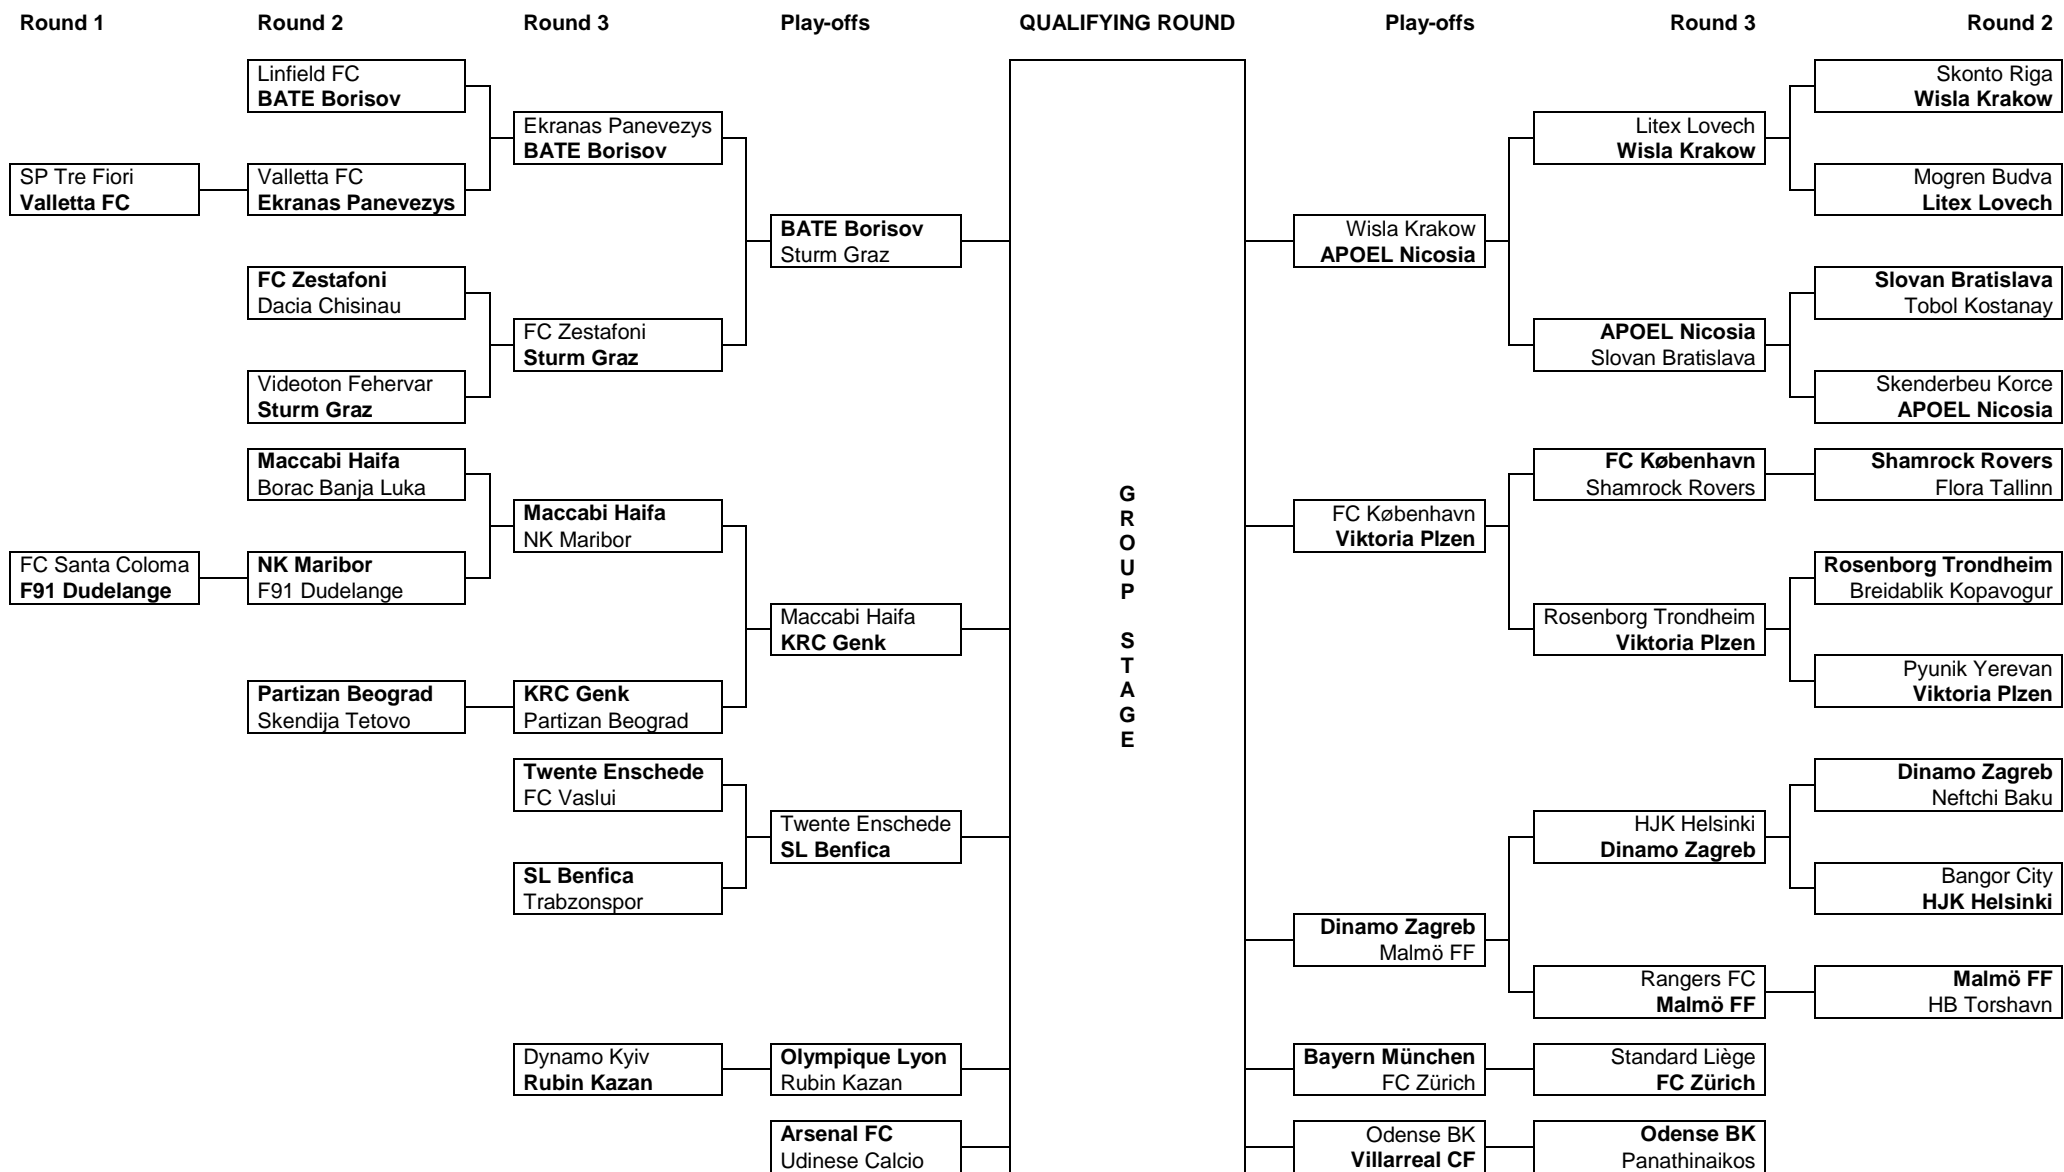 Round 1
Round 2
Round 3
Play-offs
QUALIFYING ROUND
Play-offs
Round 3
Round 2
SP Tre Fiori
Valletta FC
FC Santa Coloma
F91 Dudelange
Linfield FC
BATE Borisov
Valletta FC
Ekranas Panevezys
FC Zestafoni
Dacia Chisinau
Videoton Fehervar
Sturm Graz
Maccabi Haifa
Borac Banja Luka
NK Maribor
F91 Dudelange
Partizan Beograd
Skendija Tetovo
Ekranas Panevezys
BATE Borisov
FC Zestafoni
Sturm Graz
Maccabi Haifa
NK Maribor
KRC Genk
Partizan Beograd
Twente Enschede
FC Vaslui
SL Benfica
Trabzonspor
Dynamo Kyiv
Rubin Kazan
BATE Borisov
Sturm Graz
Maccabi Haifa
KRC Genk
Twente Enschede
SL Benfica
Olympique Lyon
Rubin Kazan
Arsenal FC
Udinese Calcio
G
R
O
U
P
S
T
A
G
E
Wisla Krakow
APOEL Nicosia
FC København
Viktoria Plzen
Dinamo Zagreb
Malmö FF
Bayern München
FC Zürich
Odense BK
Villarreal CF
Litex Lovech
Wisla Krakow
APOEL Nicosia
Slovan Bratislava
FC København
Shamrock Rovers
Rosenborg Trondheim
Viktoria Plzen
HJK Helsinki
Dinamo Zagreb
Rangers FC
Malmö FF
Standard Liège
FC Zürich
Odense BK
Panathinaikos
Skonto Riga
Wisla Krakow
Mogren Budva
Litex Lovech
Slovan Bratislava
Tobol Kostanay
Skenderbeu Korce
APOEL Nicosia
Shamrock Rovers
Flora Tallinn
Rosenborg Trondheim
Breidablik Kopavogur
Pyunik Yerevan
Viktoria Plzen
Dinamo Zagreb
Neftchi Baku
Bangor City
HJK Helsinki
Malmö FF
HB Torshavn